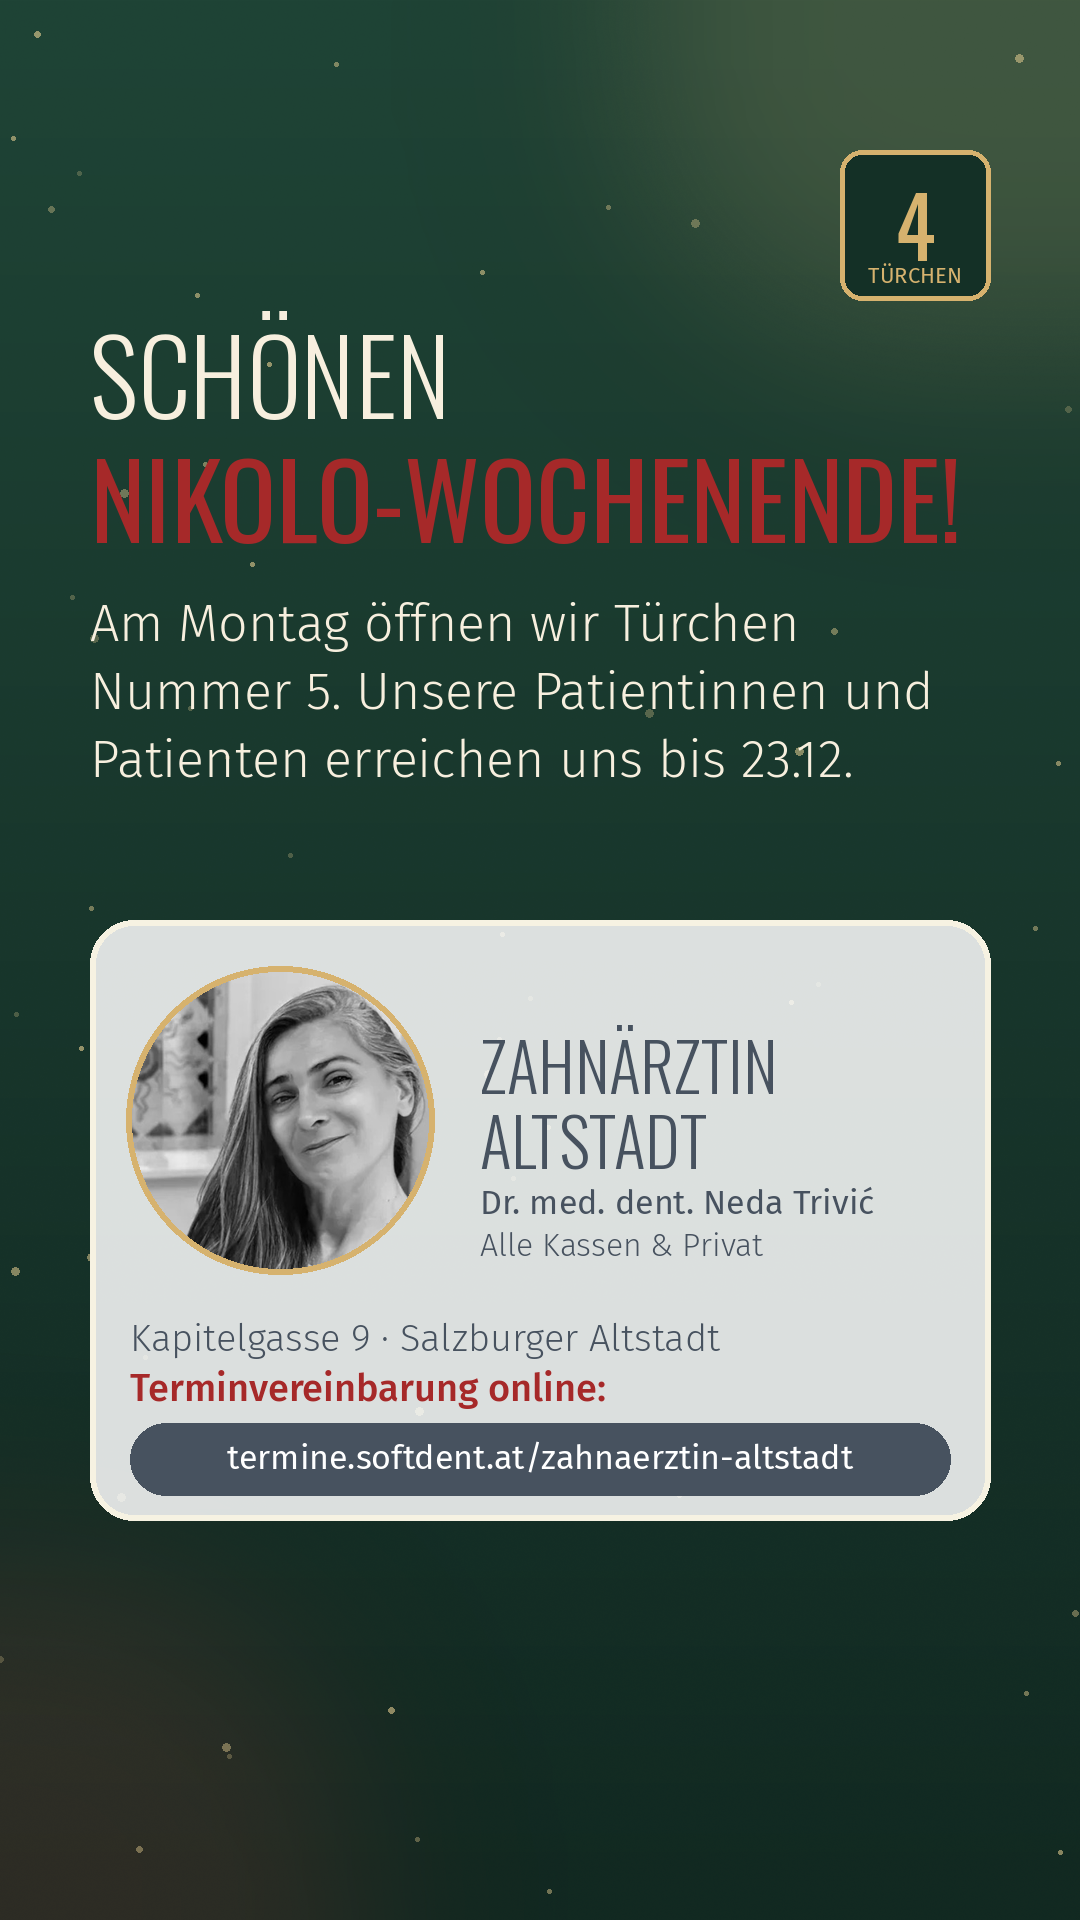 4
TÜRCHEN
SCHÖNEN
NIKOLO-WOCHENENDE!
Am Montag öffnen wir Türchen
Nummer 5. Unsere Patientinnen und
Patienten erreichen uns bis 23.12.
ZAHNÄRZTIN
ALTSTADT
Dr. med. dent. Neda Trivić
Alle Kassen & Privat
Kapitelgasse 9 · Salzburger Altstadt
Terminvereinbarung online:
termine.softdent.at/zahnaerztin-altstadt